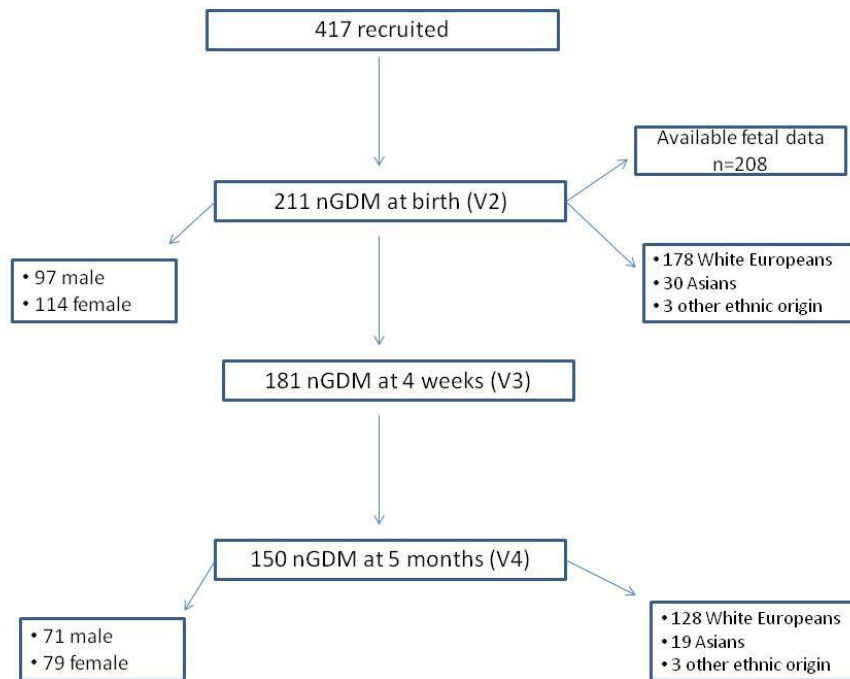 417 recruited
Available fetal data
n=208
211 nGDM at birth (V2)
• 97 male
• 114 female
• 178 White Europeans
• 30 Asians
• 3 other ethnic origin
181 nGDM at 4 weeks (V3)
150 nGDM at 5 months (V4)
• 71 male
• 79 female
• 128 White Europeans
• 19 Asians
• 3 other ethnic origin